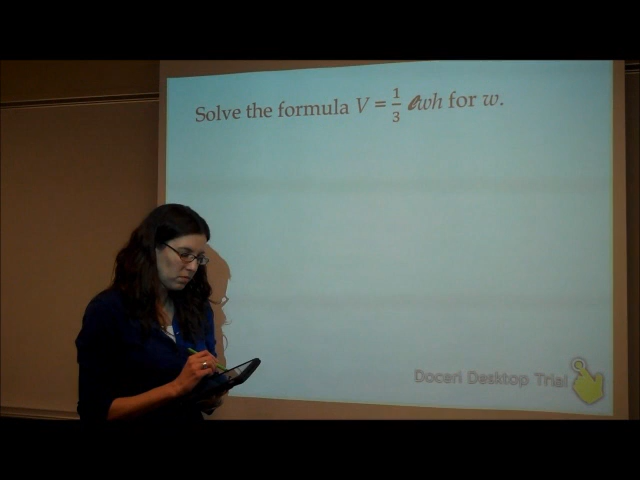 Solve the formula V = 1/3 ℓwh for w.
Doceri Desktop Trial